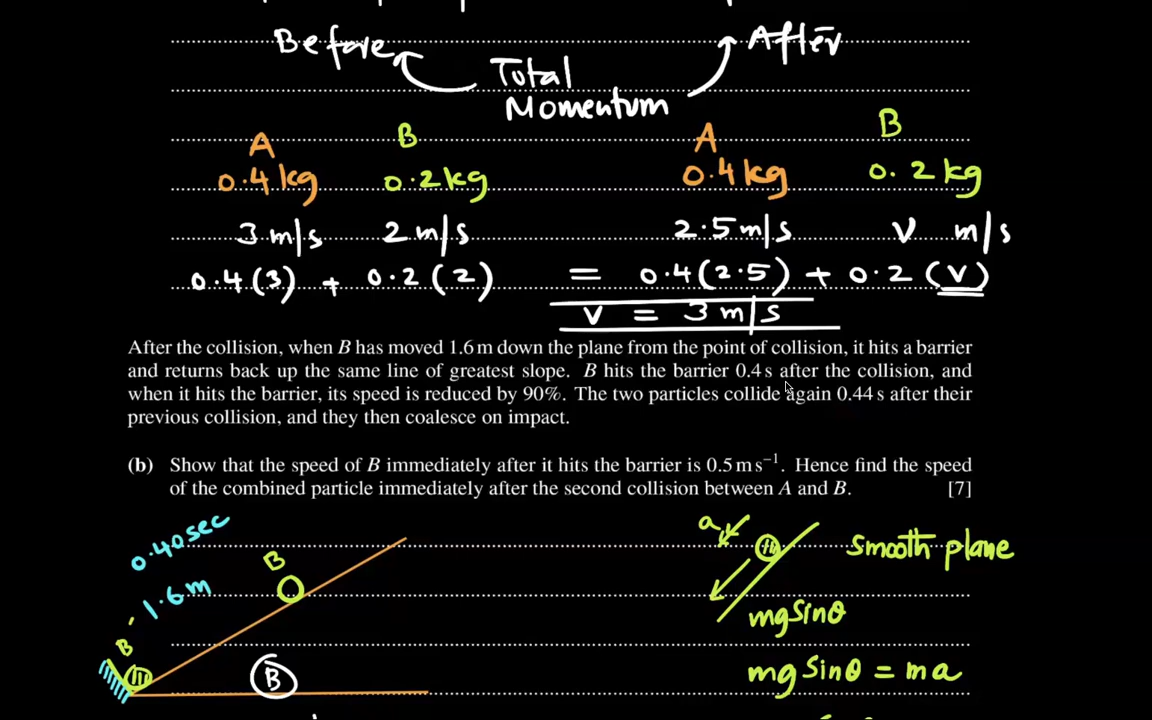 Before After
Total
Momentum
A B A B
0.4 kg 0.2 kg 0.4 kg 0.2 kg
3 m/s 2 m/s 2.5 m/s v m/s
0.4 (3) + 0.2 (2) = 0.4 (2.5) + 0.2 (v)
v = 3 m/s
After the collision, when B has moved 1.6 m down the plane from the point of collision, it hits a barrier
and returns back up the same line of greatest slope. B hits the barrier 0.4 s after the collision, and
when it hits the barrier, its speed is reduced by 90%. The two particles collide again 0.44 s after their
previous collision, and they then coalesce on impact.
(b) Show that the speed of B immediately after it hits the barrier is 0.5 m s⁻¹. Hence find the speed
of the combined particle immediately after the second collision between A and B. [7]
0.40 sec
a m smooth plane
B
1.6 m
mg sinθ
B
m
B
mg sinθ = ma